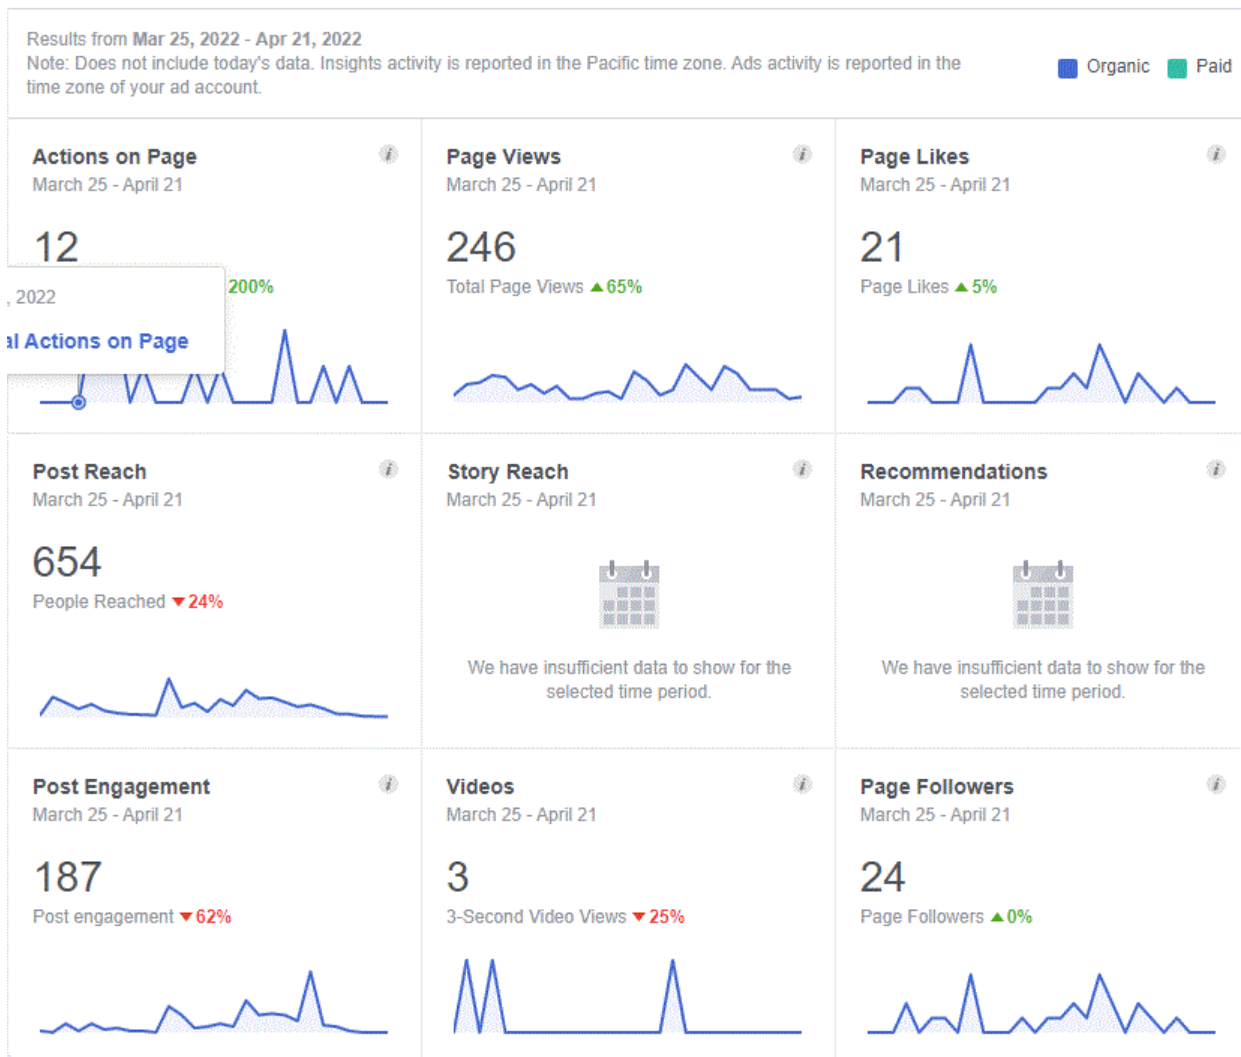 Results from Mar 25, 2022 - Apr 21, 2022
Note: Does not include today's data. Insights activity is reported in the Pacific time zone. Ads activity is reported in the
time zone of your ad account.
Organic Paid
Actions on Page
March 25 - April 21
12
200%
, 2022
al Actions on Page
Page Views
March 25 - April 21
246
Total Page Views ▲65%
Page Likes
March 25 - April 21
21
Page Likes ▲5%
Post Reach
March 25 - April 21
654
People Reached ▼24%
Story Reach
March 25 - April 21
We have insufficient data to show for the
selected time period.
Recommendations
March 25 - April 21
We have insufficient data to show for the
selected time period.
Post Engagement
March 25 - April 21
187
Post engagement ▼62%
Videos
March 25 - April 21
3
3-Second Video Views ▼25%
Page Followers
March 25 - April 21
24
Page Followers ▲0%